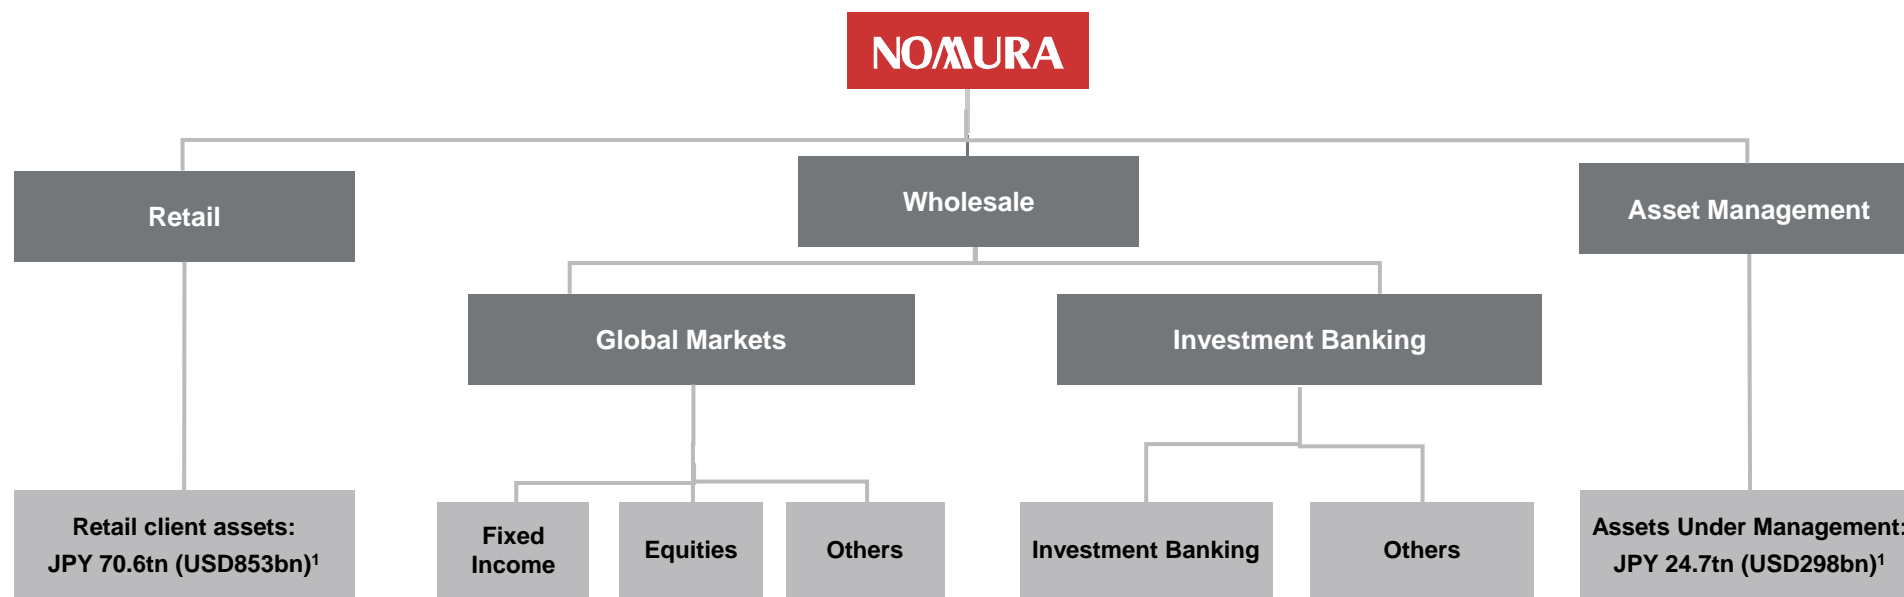 NOMURA
Retail
Wholesale
Asset Management
Global Markets
Investment Banking
Retail client assets:
JPY 70.6tn (USD853bn)¹
Fixed
Income
Equities
Others
Investment Banking
Others
Assets Under Management:
JPY 24.7tn (USD298bn)¹